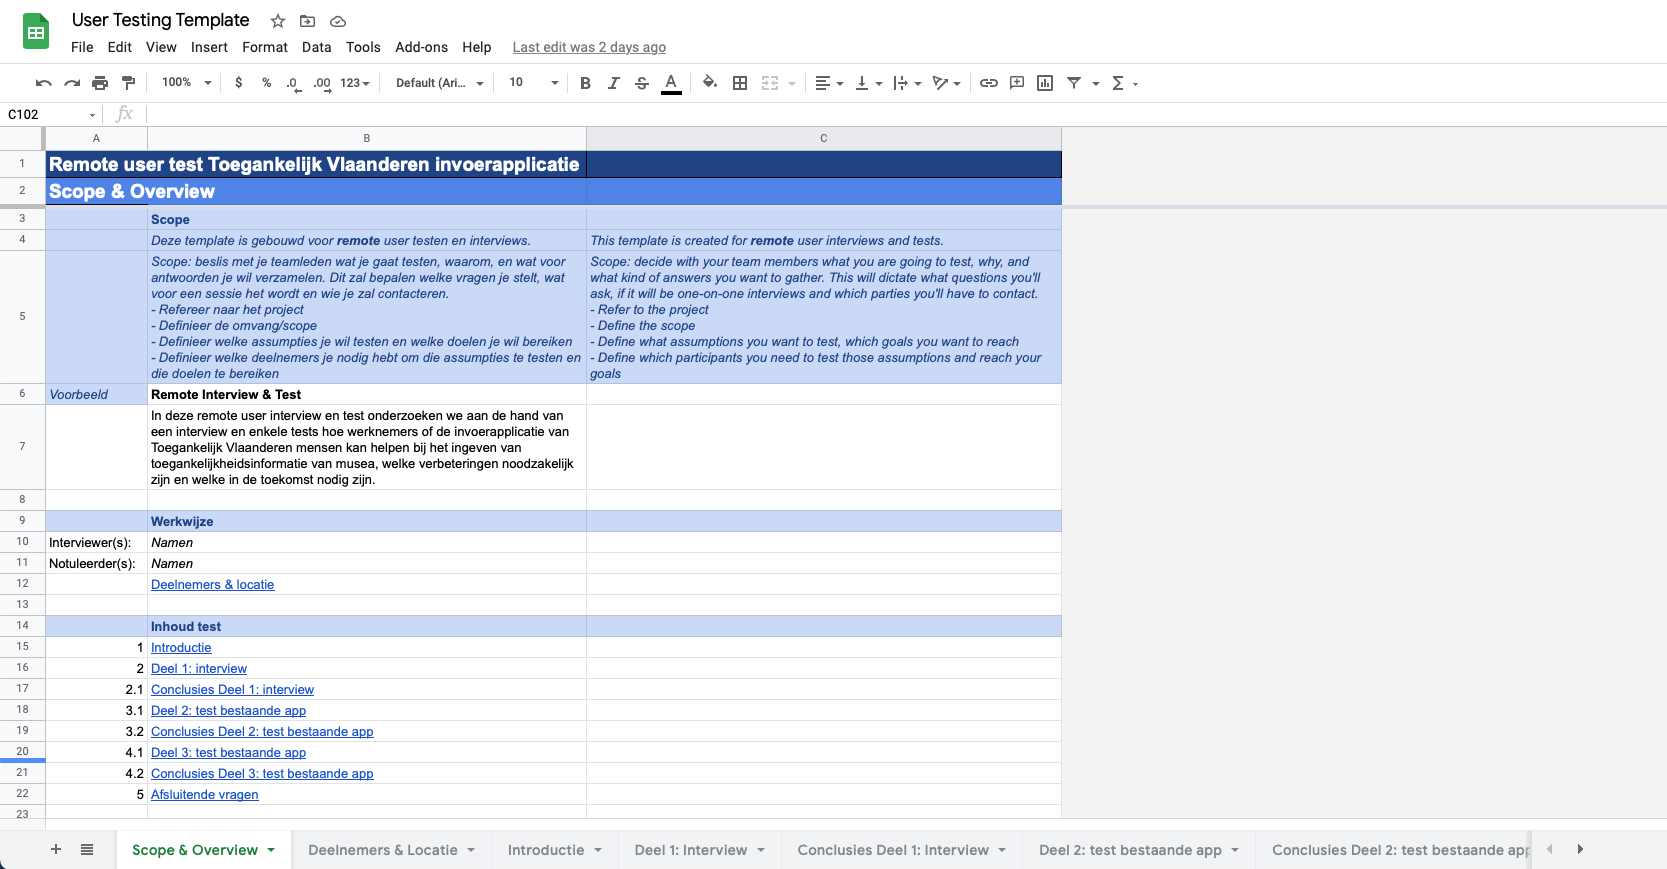 User Testing Template
File Edit View Insert Format Data Tools Add-ons Help Last edit was 2 days ago
100% $ % .0 .00 123 Default (Ari... 10 B I S A
C102 fx
A B C
1 Remote user test Toegankelijk Vlaanderen invoerapplicatie
2 Scope & Overview
3 Scope
4 Deze template is gebouwd voor remote user testen en interviews. This template is created for remote user interviews and tests.
5
Scope: beslis met je teamleden wat je gaat testen, waarom, en wat voor
antwoorden je wil verzamelen. Dit zal bepalen welke vragen je stelt, wat
voor een sessie het wordt en wie je zal contacteren.
- Refereer naar het project
- Definieer de omvang/scope
- Definieer welke assumpties je wil testen en welke doelen je wil bereiken
- Definieer welke deelnemers je nodig hebt om die assumpties te testen en
die doelen te bereiken
Scope: decide with your team members what you are going to test, why, and
what kind of answers you want to gather. This will dictate what questions you'll
ask, if it will be one-on-one interviews and which parties you'll have to contact.
- Refer to the project
- Define the scope
- Define what assumptions you want to test, which goals you want to reach
- Define which participants you need to test those assumptions and reach your
goals
6 Voorbeeld Remote Interview & Test
7
In deze remote user interview en test onderzoeken we aan de hand van
een interview en enkele tests hoe werknemers of de invoerapplicatie van
Toegankelijk Vlaanderen mensen kan helpen bij het ingeven van
toegankelijkheidsinformatie van musea, welke verbeteringen noodzakelijk
zijn en welke in de toekomst nodig zijn.
8
9 Werkwijze
10 Interviewer(s): Namen
11 Notuleerder(s): Namen
12 Deelnemers & locatie
13
14 Inhoud test
15 1 Introductie
16 2 Deel 1: interview
17 2.1 Conclusies Deel 1: interview
18 3.1 Deel 2: test bestaande app
19 3.2 Conclusies Deel 2: test bestaande app
20 4.1 Deel 3: test bestaande app
21 4.2 Conclusies Deel 3: test bestaande app
22 5 Afsluitende vragen
23
Scope & Overview Deelnemers & Locatie Introductie Deel 1: Interview Conclusies Deel 1: Interview Deel 2: test bestaande app Conclusies Deel 2: test bestaande app